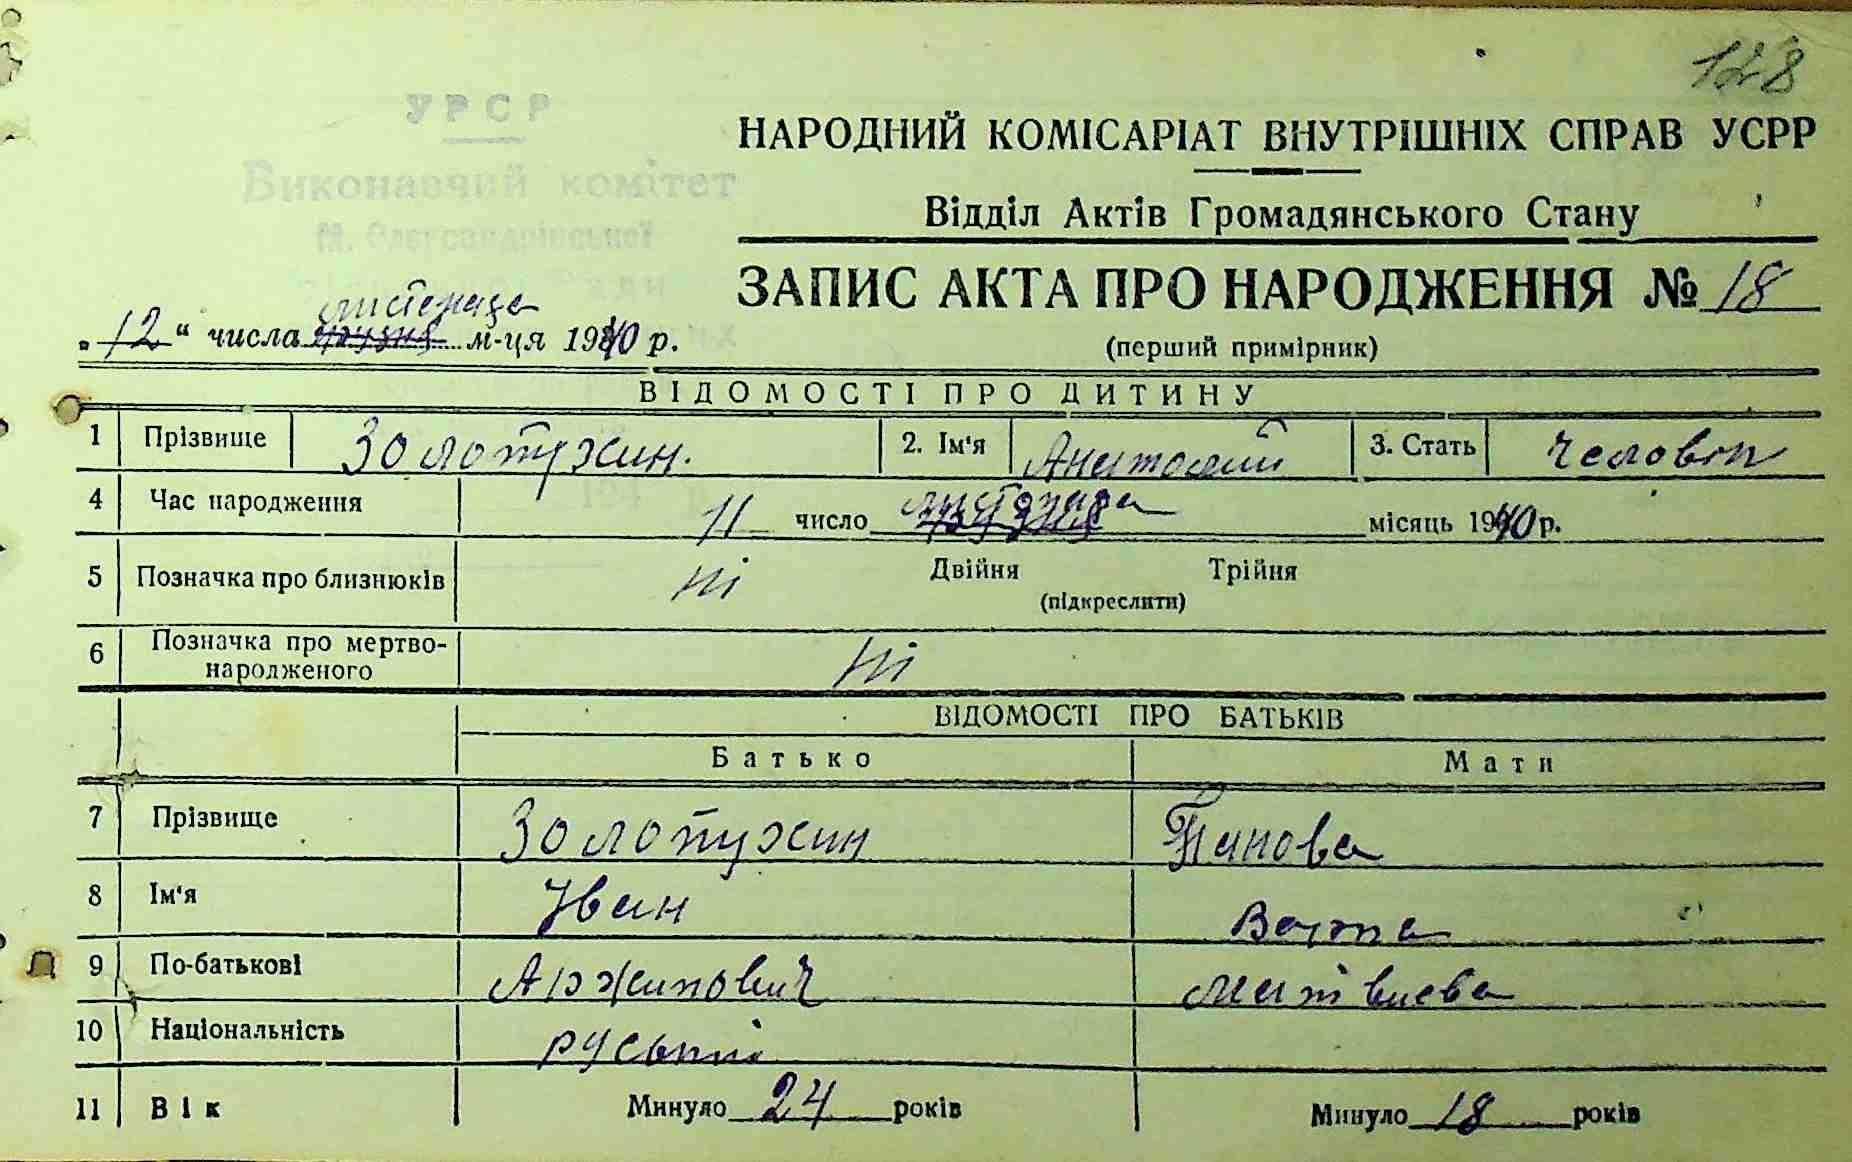 128
УРСР
Виконавчий комітет
НАРОДНИЙ КОМІСАРІАТ ВНУТРІШНІХ СПРАВ УСРР
Відділ Актів Громадянського Стану
ЗАПИС АКТА ПРО НАРОДЖЕННЯ № 18
(перший примірник)
листопада
„12“ числа м-ця 1940 р.
ВІДОМОСТІ ПРО ДИТИНУ
1 Прізвище Золотухин. 2. Ім'я Анатолий 3. Стать человіч
4 Час народження 11 число листопада місяць 1940 р.
5 Позначка про близнюків ні Двійня Трійня
(підкреслити)
6 Позначка про мертво-
народженого ні
ВІДОМОСТІ ПРО БАТЬКІВ
Батько Мати
7 Прізвище Золотухин Панова
8 Ім'я Іван
9 По-батькові Архипович Матвиева
10 Національність руський
11 Вік Минуло 24 років Минуло 18 років